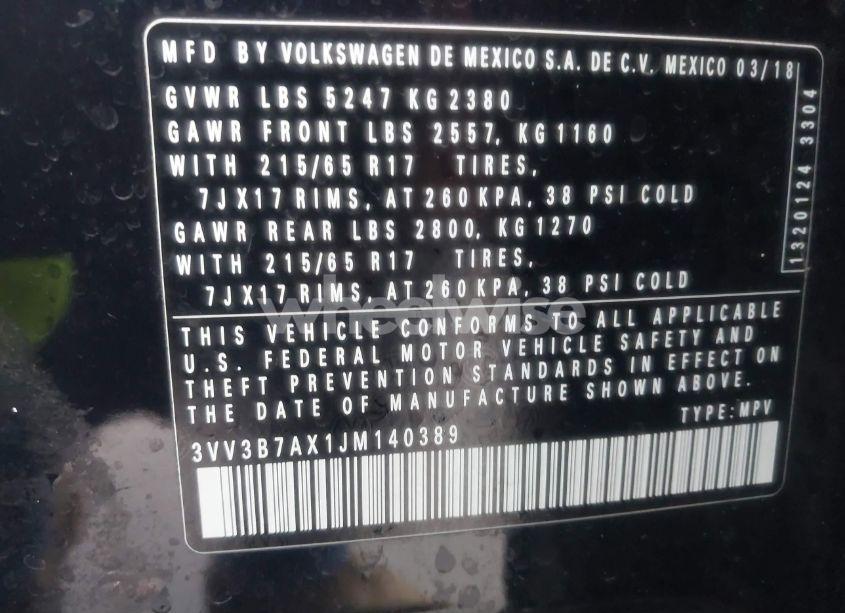 MFD BY VOLKSWAGEN DE MEXICO S.A. DE C.V. MEXICO 03/18
GVWR LBS 5247 KG 2380
GAWR FRONT LBS 2557, KG 1160
WITH 215/65 R17 TIRES,
7JX17 RIMS, AT 260 KPA, 38 PSI COLD
GAWR REAR LBS 2800, KG 1270
WITH 215/65 R17 TIRES,
7JX17 RIMS, AT 260 KPA, 38 PSI COLD
1320124 3304
wheelwise
THIS VEHICLE CONFORMS TO ALL APPLICABLE
U.S. FEDERAL MOTOR VEHICLE SAFETY AND
THEFT PREVENTION STANDARDS IN EFFECT ON
THE DATE OF MANUFACTURE SHOWN ABOVE.
TYPE: MPV
3VV3B7AX1JM140389